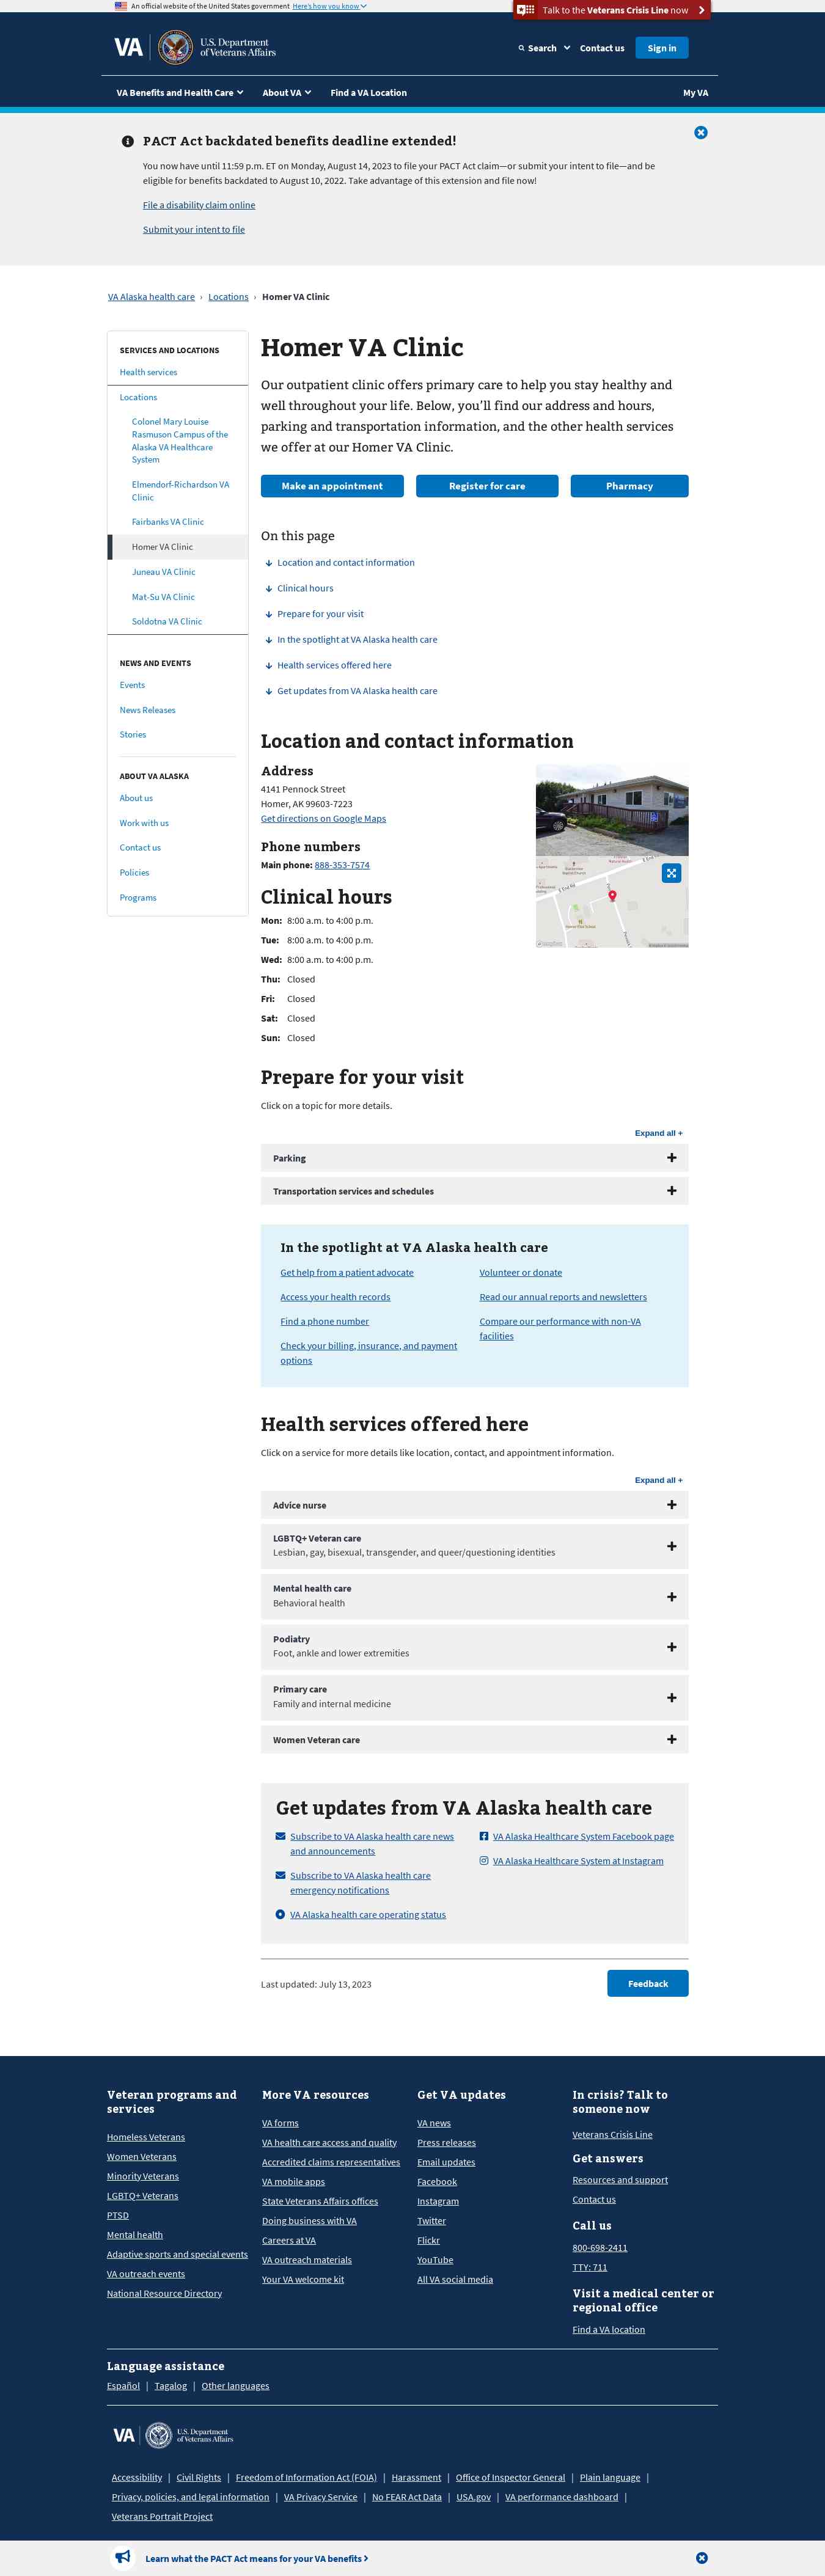 An official website of the United States government Here's how you know
Talk to the Veterans Crisis Line now
VA
U.S. Department
of Veterans Affairs
Search
Contact us
Sign in
VA Benefits and Health Care
About VA
Find a VA Location
My VA
PACT Act backdated benefits deadline extended!
You now have until 11:59 p.m. ET on Monday, August 14, 2023 to file your PACT Act claim—or submit your intent to file—and be
eligible for benefits backdated to August 10, 2022. Take advantage of this extension and file now!
File a disability claim online
Submit your intent to file
VA Alaska health care › Locations › Homer VA Clinic
SERVICES AND LOCATIONS
Health services
Locations
Colonel Mary Louise
Rasmuson Campus of the
Alaska VA Healthcare
System
Elmendorf-Richardson VA
Clinic
Fairbanks VA Clinic
Homer VA Clinic
Juneau VA Clinic
Mat-Su VA Clinic
Soldotna VA Clinic
NEWS AND EVENTS
Events
News Releases
Stories
ABOUT VA ALASKA
About us
Work with us
Contact us
Policies
Programs
Homer VA Clinic
Our outpatient clinic offers primary care to help you stay healthy and
well throughout your life. Below, you'll find our address and hours,
parking and transportation information, and the other health services
we offer at our Homer VA Clinic.
Make an appointment
Register for care
Pharmacy
On this page
Location and contact information
Clinical hours
Prepare for your visit
In the spotlight at VA Alaska health care
Health services offered here
Get updates from VA Alaska health care
Location and contact information
Address
4141 Pennock Street
Homer, AK 99603-7223
Get directions on Google Maps
Phone numbers
Main phone: 888-353-7574
Clinical hours
Mon: 8:00 a.m. to 4:00 p.m.
Tue: 8:00 a.m. to 4:00 p.m.
Wed: 8:00 a.m. to 4:00 p.m.
Thu: Closed
Fri: Closed
Sat: Closed
Sun: Closed
Prepare for your visit
Click on a topic for more details.
Expand all +
Parking
Transportation services and schedules
In the spotlight at VA Alaska health care
Get help from a patient advocate
Access your health records
Find a phone number
Check your billing, insurance, and payment
options
Volunteer or donate
Read our annual reports and newsletters
Compare our performance with non-VA
facilities
Health services offered here
Click on a service for more details like location, contact, and appointment information.
Expand all +
Advice nurse
LGBTQ+ Veteran care
Lesbian, gay, bisexual, transgender, and queer/questioning identities
Mental health care
Behavioral health
Podiatry
Foot, ankle and lower extremities
Primary care
Family and internal medicine
Women Veteran care
Get updates from VA Alaska health care
Subscribe to VA Alaska health care news
and announcements
Subscribe to VA Alaska health care
emergency notifications
VA Alaska health care operating status
VA Alaska Healthcare System Facebook page
VA Alaska Healthcare System at Instagram
Last updated: July 13, 2023
Feedback
Veteran programs and
services
Homeless Veterans
Women Veterans
Minority Veterans
LGBTQ+ Veterans
PTSD
Mental health
Adaptive sports and special events
VA outreach events
National Resource Directory
More VA resources
VA forms
VA health care access and quality
Accredited claims representatives
VA mobile apps
State Veterans Affairs offices
Doing business with VA
Careers at VA
VA outreach materials
Your VA welcome kit
Get VA updates
VA news
Press releases
Email updates
Facebook
Instagram
Twitter
Flickr
YouTube
All VA social media
In crisis? Talk to
someone now
Veterans Crisis Line
Get answers
Resources and support
Contact us
Call us
800-698-2411
TTY: 711
Visit a medical center or
regional office
Find a VA location
Language assistance
Español | Tagalog | Other languages
VA
U.S. Department
of Veterans Affairs
Accessibility | Civil Rights | Freedom of Information Act (FOIA) | Harassment | Office of Inspector General | Plain language |
Privacy, policies, and legal information | VA Privacy Service | No FEAR Act Data | USA.gov | VA performance dashboard |
Veterans Portrait Project
Learn what the PACT Act means for your VA benefits